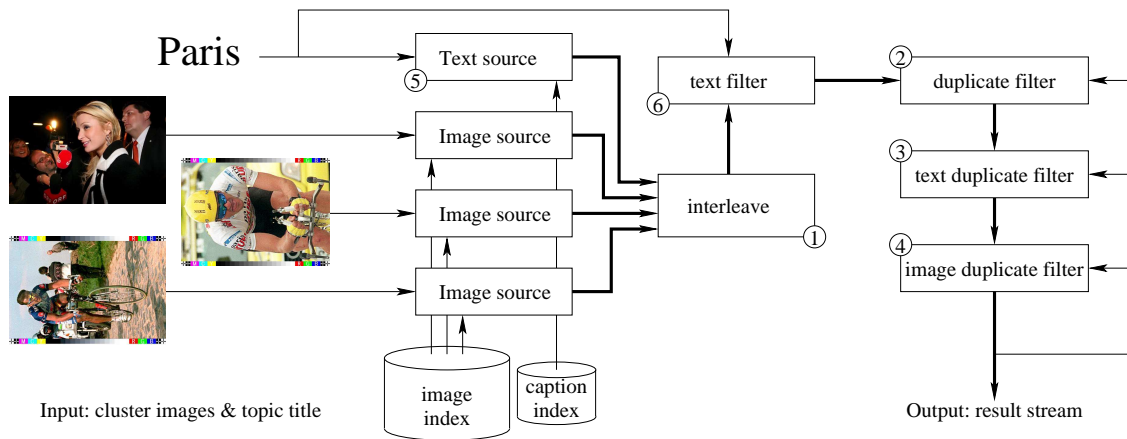 Paris
Text source
5
text filter
6
2
duplicate filter
Image source
3
text duplicate filter
Image source
interleave
1
4
image duplicate filter
Image source
image
index
caption
index
Input: cluster images & topic title
Output: result stream